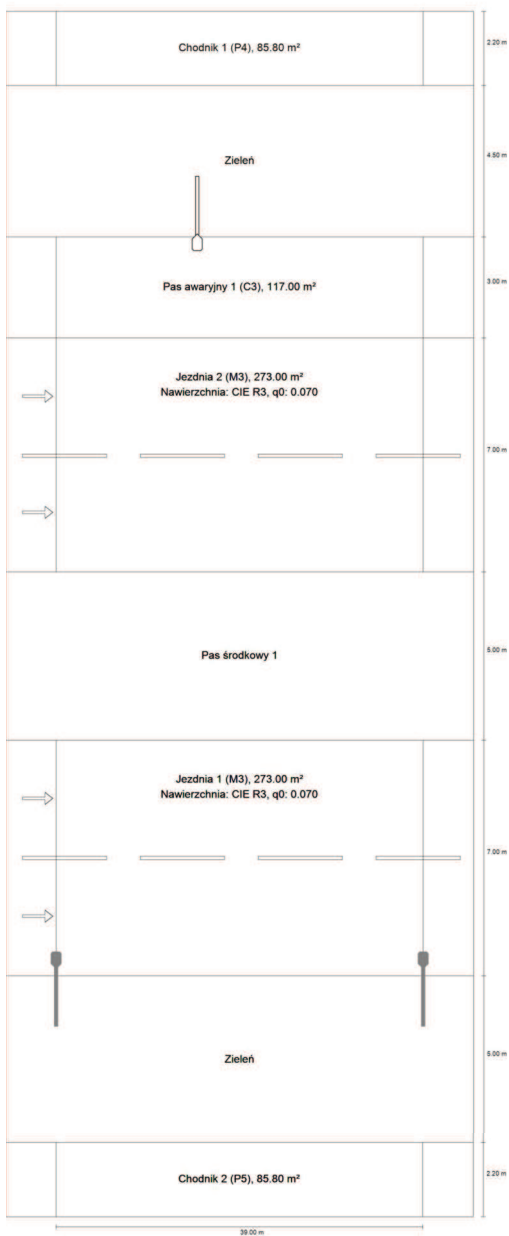 Chodnik 1 (P4), 85.80 m²
2.20 m
Zieleń
4.50 m
Pas awaryjny 1 (C3), 117.00 m²
3.00 m
Jezdnia 2 (M3), 273.00 m²
Nawierzchnia: CIE R3, q0: 0.070
7.00 m
Pas środkowy 1
5.00 m
Jezdnia 1 (M3), 273.00 m²
Nawierzchnia: CIE R3, q0: 0.070
7.00 m
Zieleń
5.00 m
Chodnik 2 (P5), 85.80 m²
2.20 m
39.00 m